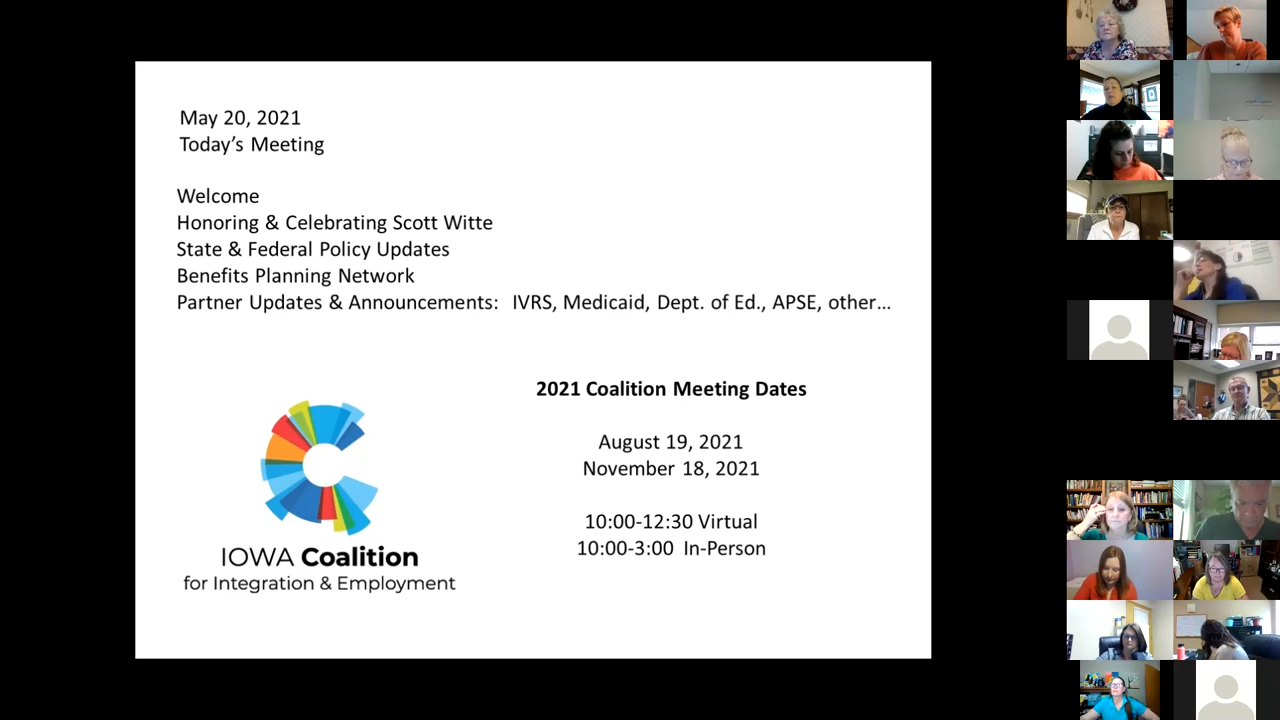 May 20, 2021
Today's Meeting
Welcome
Honoring & Celebrating Scott Witte
State & Federal Policy Updates
Benefits Planning Network
Partner Updates & Announcements: IVRS, Medicaid, Dept. of Ed., APSE, other...
2021 Coalition Meeting Dates
August 19, 2021
November 18, 2021
10:00-12:30 Virtual
10:00-3:00 In-Person
IOWA Coalition
for Integration & Employment